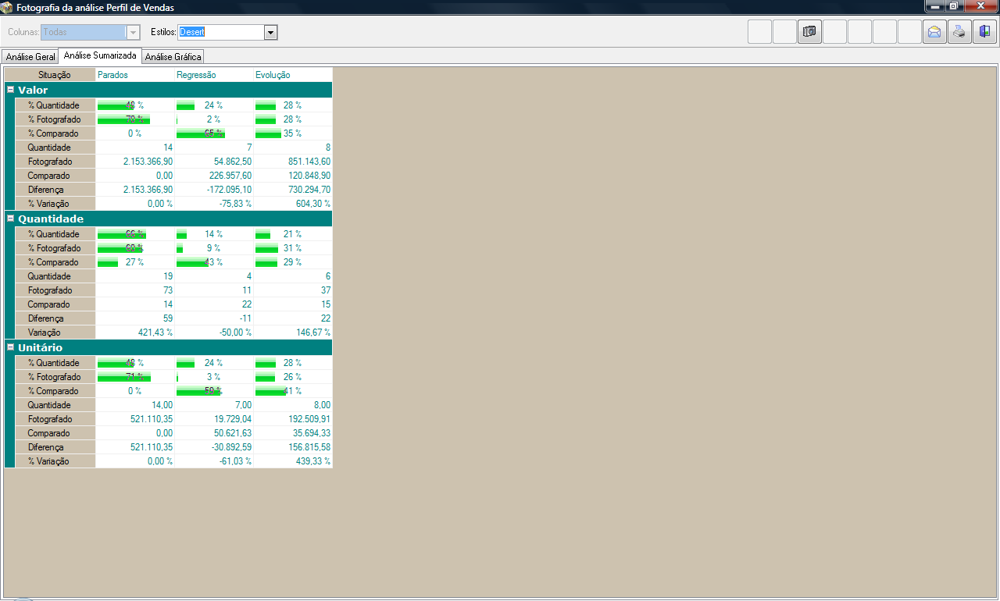 Fotografia da análise Perfil de Vendas
Colunas: Todas Estilos: Desert
Análise Geral Análise Sumarizada Análise Gráfica
Situação Parados Regressão Evolução
Valor
% Quantidade 48 % 24 % 28 %
% Fotografado 70 % 2 % 28 %
% Comparado 0 % 65 % 35 %
Quantidade 14 7 8
Fotografado 2.153.366,90 54.862,50 851.143,60
Comparado 0,00 226.957,60 120.848,90
Diferença 2.153.366,90 -172.095,10 730.294,70
% Variação 0,00 % -75,83 % 604,30 %
Quantidade
% Quantidade 66 % 14 % 21 %
% Fotografado 60 % 9 % 31 %
% Comparado 27 % 43 % 29 %
Quantidade 19 4 6
Fotografado 73 11 37
Comparado 14 22 15
Diferença 59 -11 22
Variação 421,43 % -50,00 % 146,67 %
Unitário
% Quantidade 48 % 24 % 28 %
% Fotografado 71 % 3 % 26 %
% Comparado 0 % 59 % 41 %
Quantidade 14,00 7,00 8,00
Fotografado 521.110,35 19.729,04 192.509,91
Comparado 0,00 50.621,63 35.694,33
Diferença 521.110,35 -30.892,59 156.815,58
% Variação 0,00 % -61,03 % 439,33 %